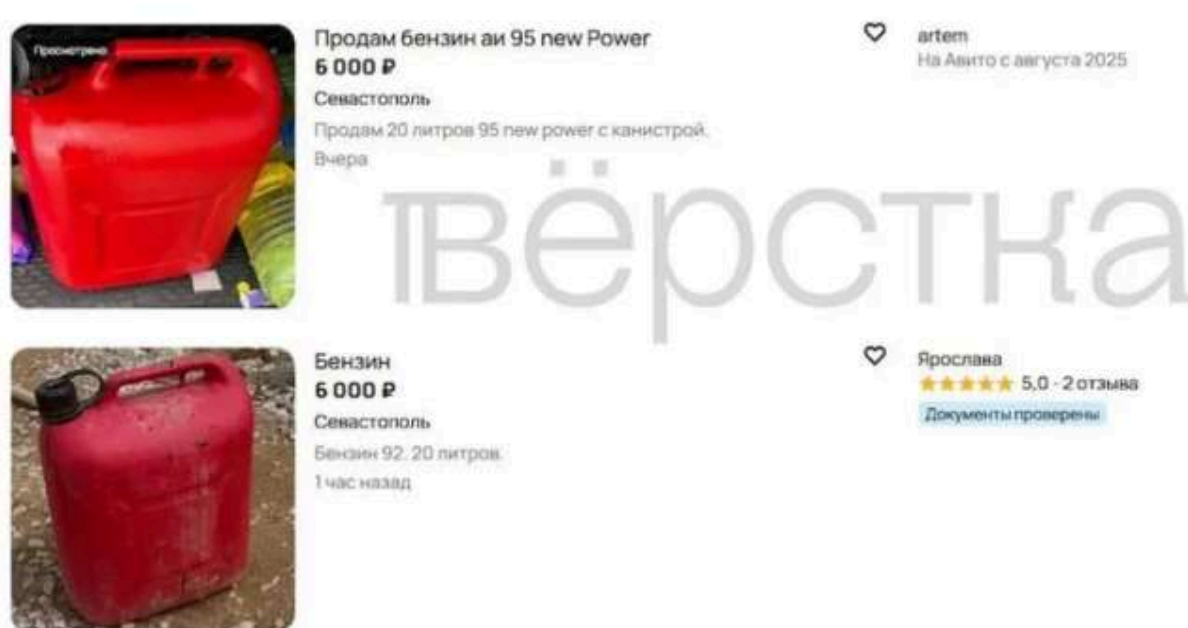 Просмотрено
Продам бензин аи 95 new Power
6 000 ₽
Севастополь
Продам 20 литров 95 new power с канистрой.
Вчера
artem
На Авито с августа 2025
вёрстка
Бензин
6 000 ₽
Севастополь
Бензин 92. 20 литров.
1 час назад
Ярослава
5,0 · 2 отзыва
Документы проверены